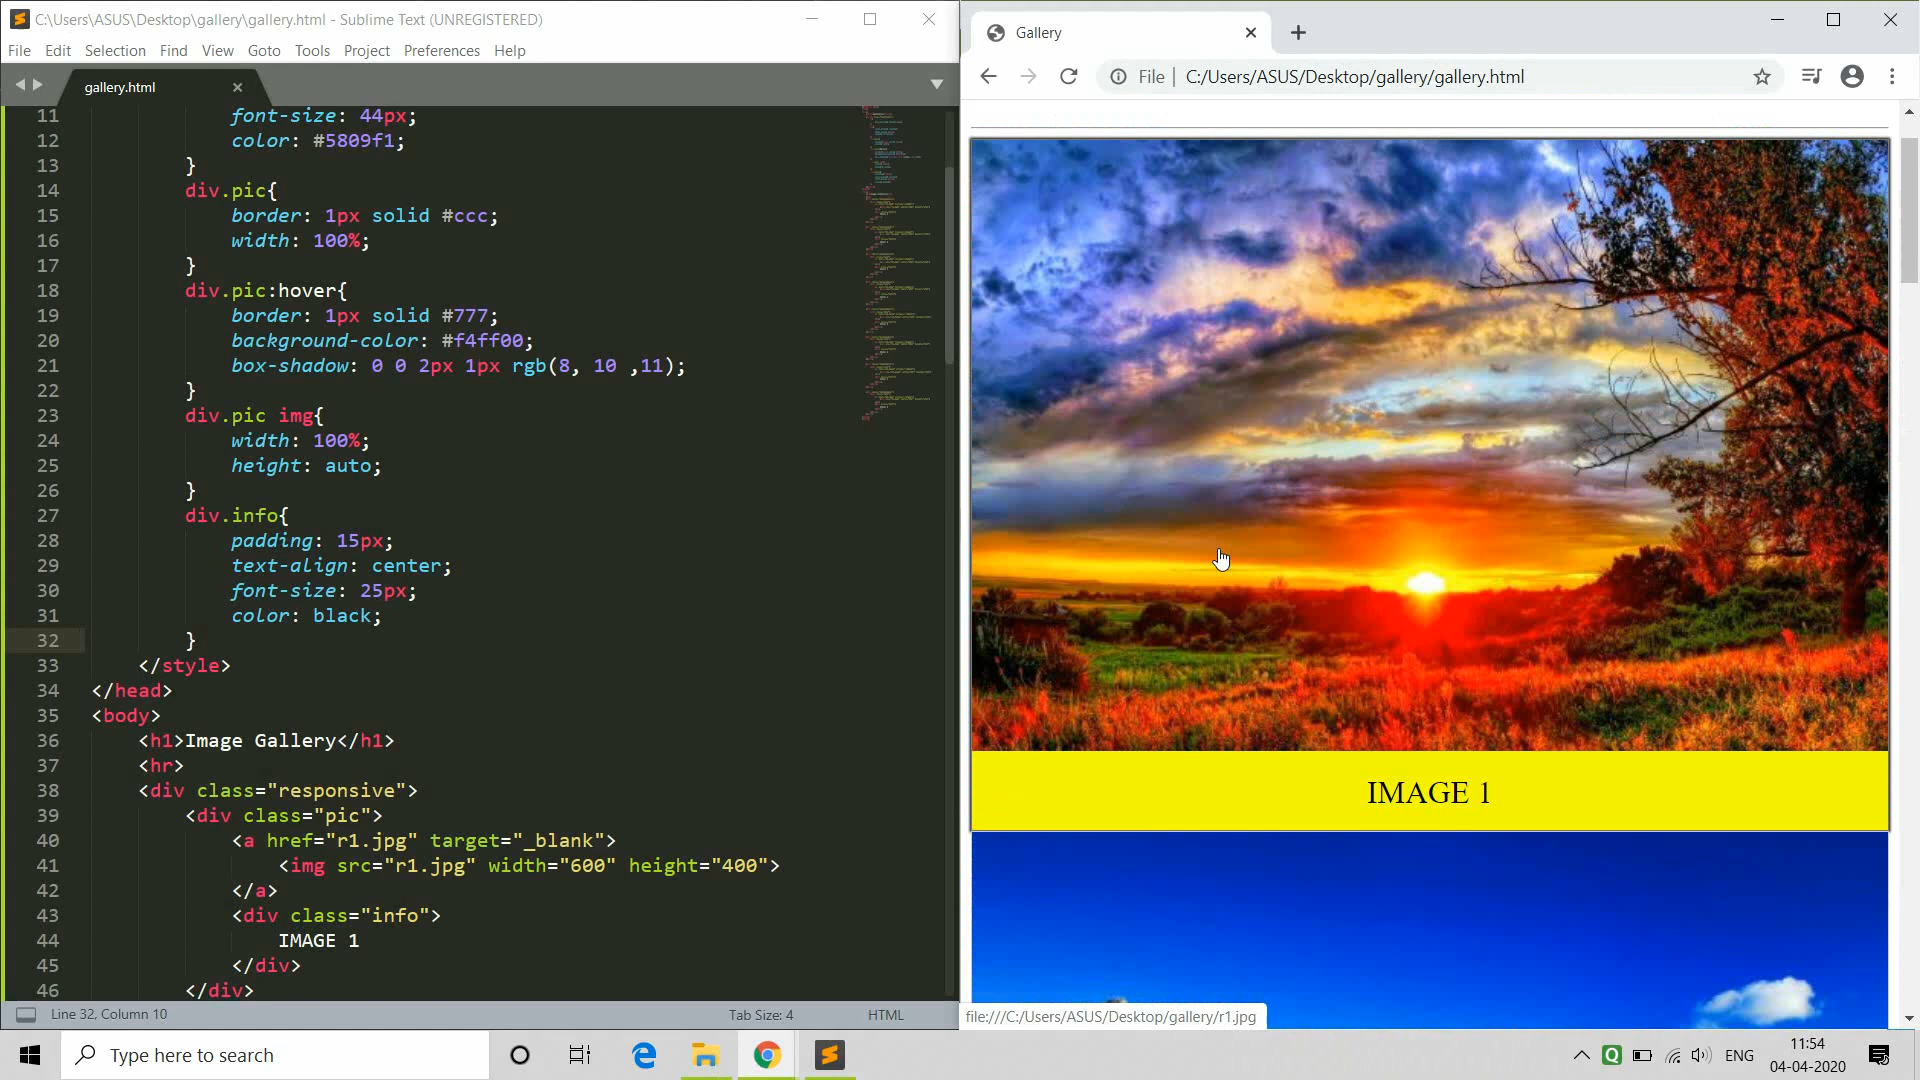 C:\Users\ASUS\Desktop\gallery\gallery.html - Sublime Text (UNREGISTERED)
File Edit Selection Find View Goto Tools Project Preferences Help
gallery.html
11 font-size: 44px;
12 color: #5809f1;
13 }
14 div.pic{
15 border: 1px solid #ccc;
16 width: 100%;
17 }
18 div.pic:hover{
19 border: 1px solid #777;
20 background-color: #f4ff00;
21 box-shadow: 0 0 2px 1px rgb(8, 10 ,11);
22 }
23 div.pic img{
24 width: 100%;
25 height: auto;
26 }
27 div.info{
28 padding: 15px;
29 text-align: center;
30 font-size: 25px;
31 color: black;
32 }
33 </style>
34 </head>
35 <body>
36 <h1>Image Gallery</h1>
37 <hr>
38 <div class="responsive">
39 <div class="pic">
40 <a href="r1.jpg" target="_blank">
41 <img src="r1.jpg" width="600" height="400">
42 </a>
43 <div class="info">
44 IMAGE 1
45 </div>
46 </div>
Line 32, Column 10
Tab Size: 4
HTML
Gallery
File C:/Users/ASUS/Desktop/gallery/gallery.html
IMAGE 1
file:///C:/Users/ASUS/Desktop/gallery/r1.jpg
Type here to search
ENG
11:54
04-04-2020